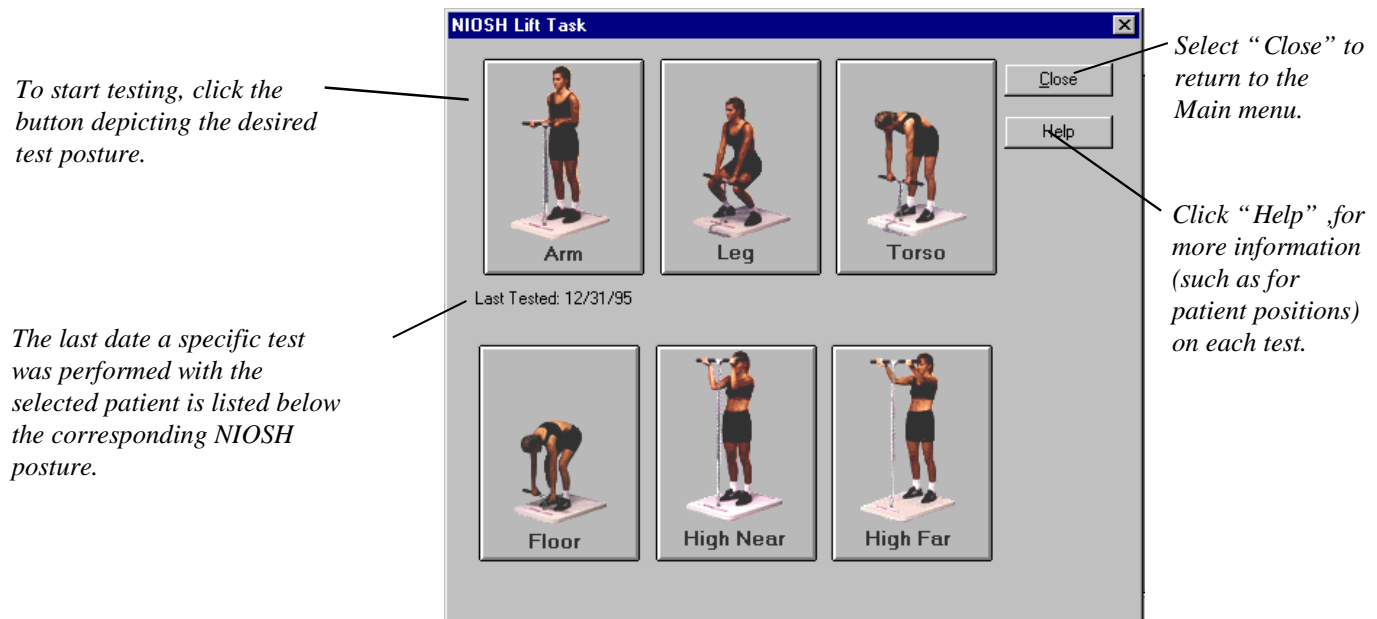 NIOSH Lift Task
To start testing, click the
button depicting the desired
test posture.
Close
Help
Select “Close” to
return to the
Main menu.
Arm
Leg
Torso
Click “Help” ,for
more information
(such as for
patient positions)
on each test.
Last Tested: 12/31/95
The last date a specific test
was performed with the
selected patient is listed below
the corresponding NIOSH
posture.
Floor
High Near
High Far